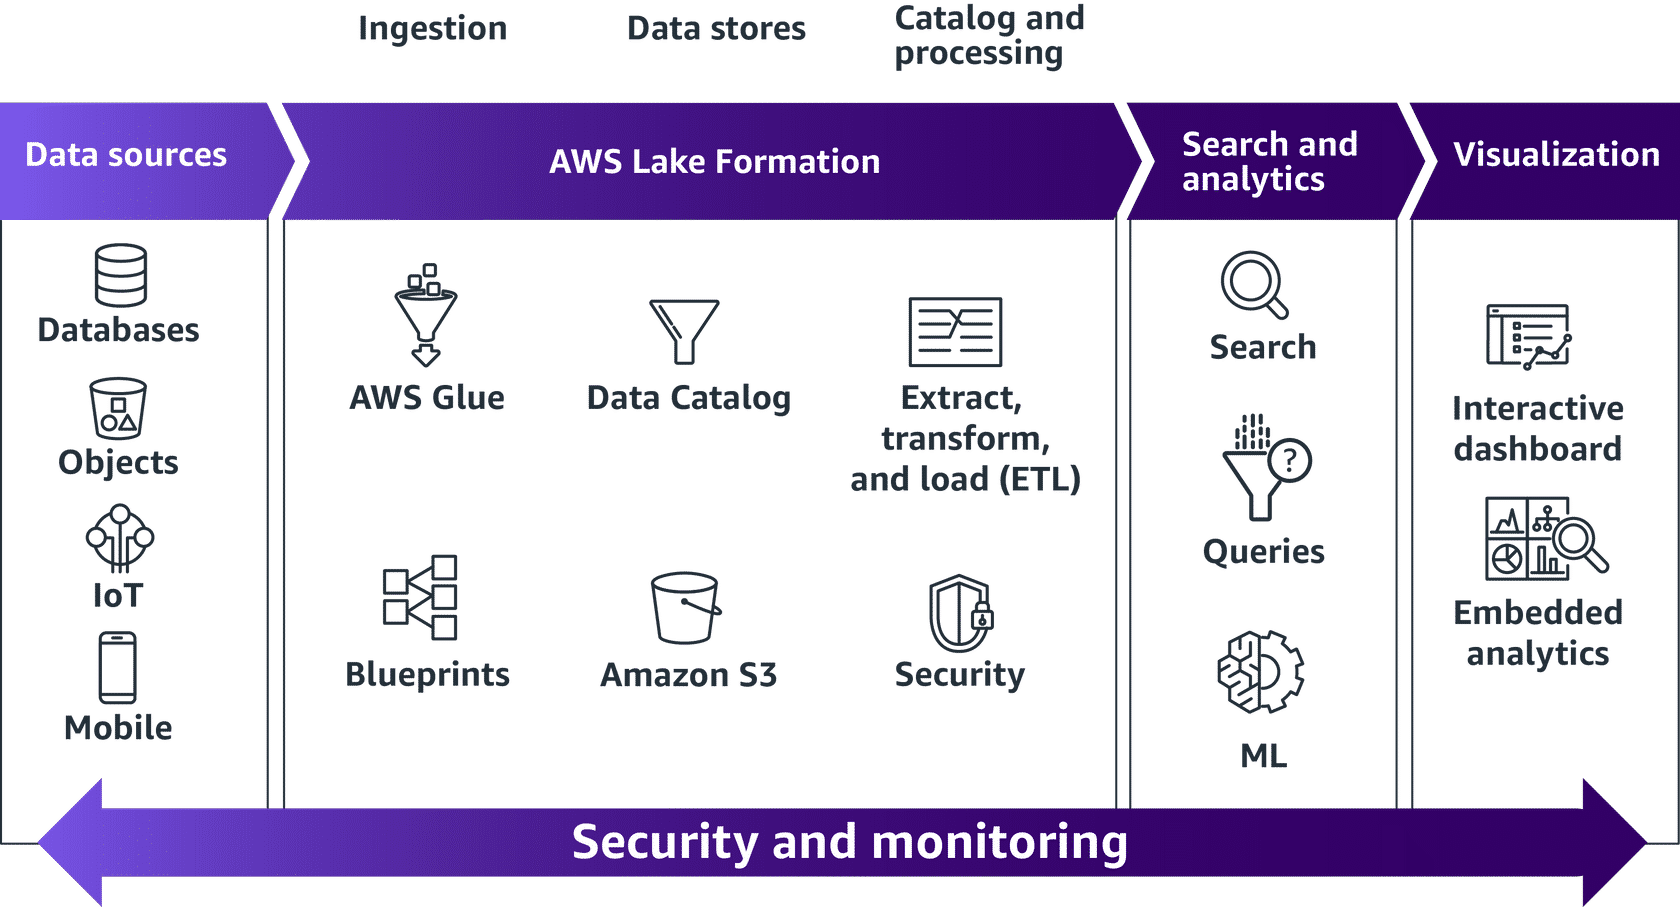 Ingestion
Data stores
Catalog and
processing
Data sources
AWS Lake Formation
Search and
analytics
Visualization
Databases
Objects
IoT
Mobile
AWS Glue
Data Catalog
Extract,
transform,
and load (ETL)
Blueprints
Amazon S3
Security
Search
?
Queries
ML
Interactive
dashboard
Embedded
analytics
Security and monitoring